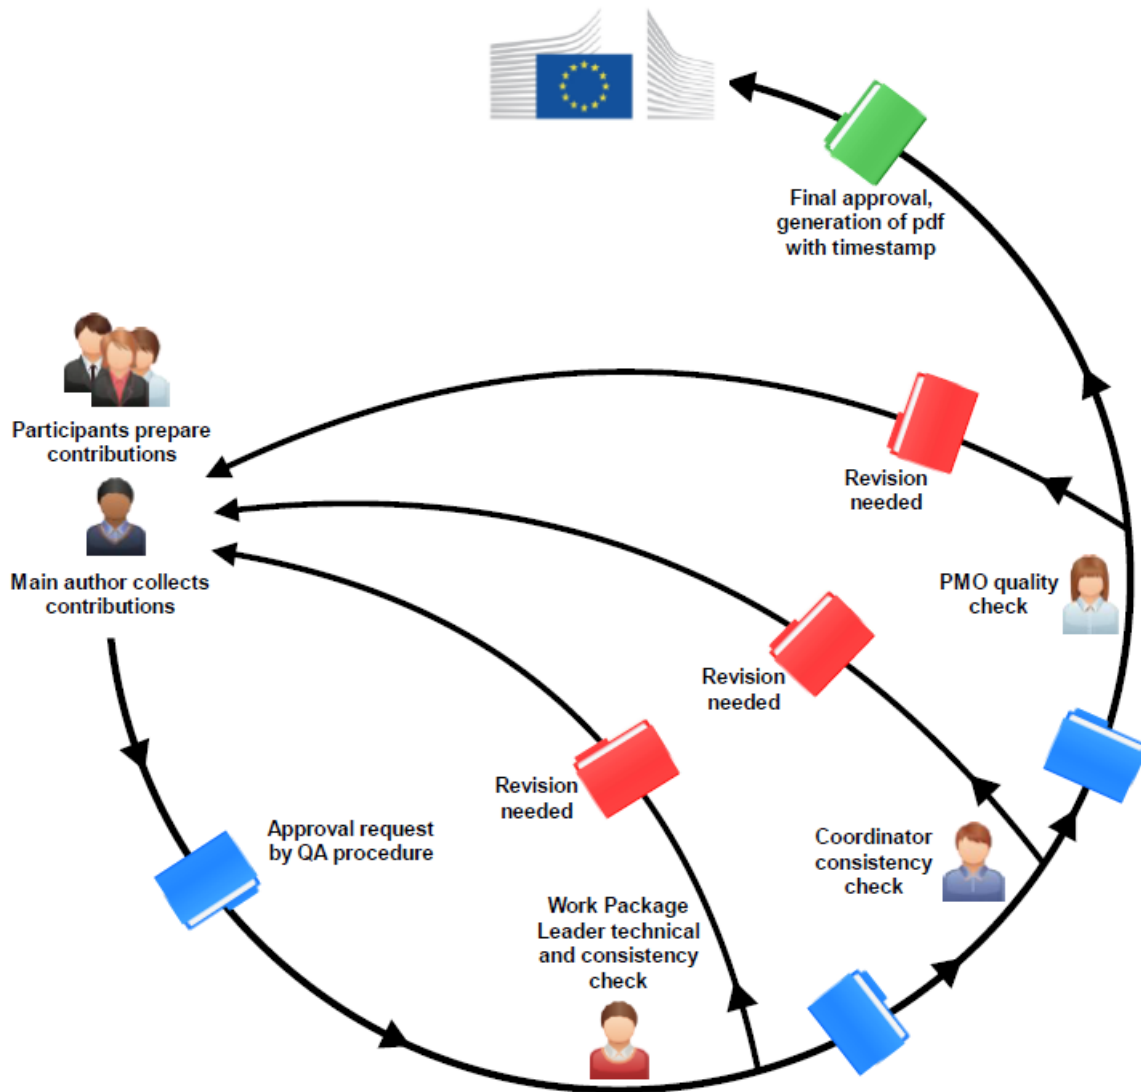 Final approval,
generation of pdf
with timestamp
Participants prepare
contributions
Main author collects
contributions
Revision
needed
PMO quality
check
Revision
needed
Revision
needed
Approval request
by QA procedure
Coordinator
consistency
check
Work Package
Leader technical
and consistency
check